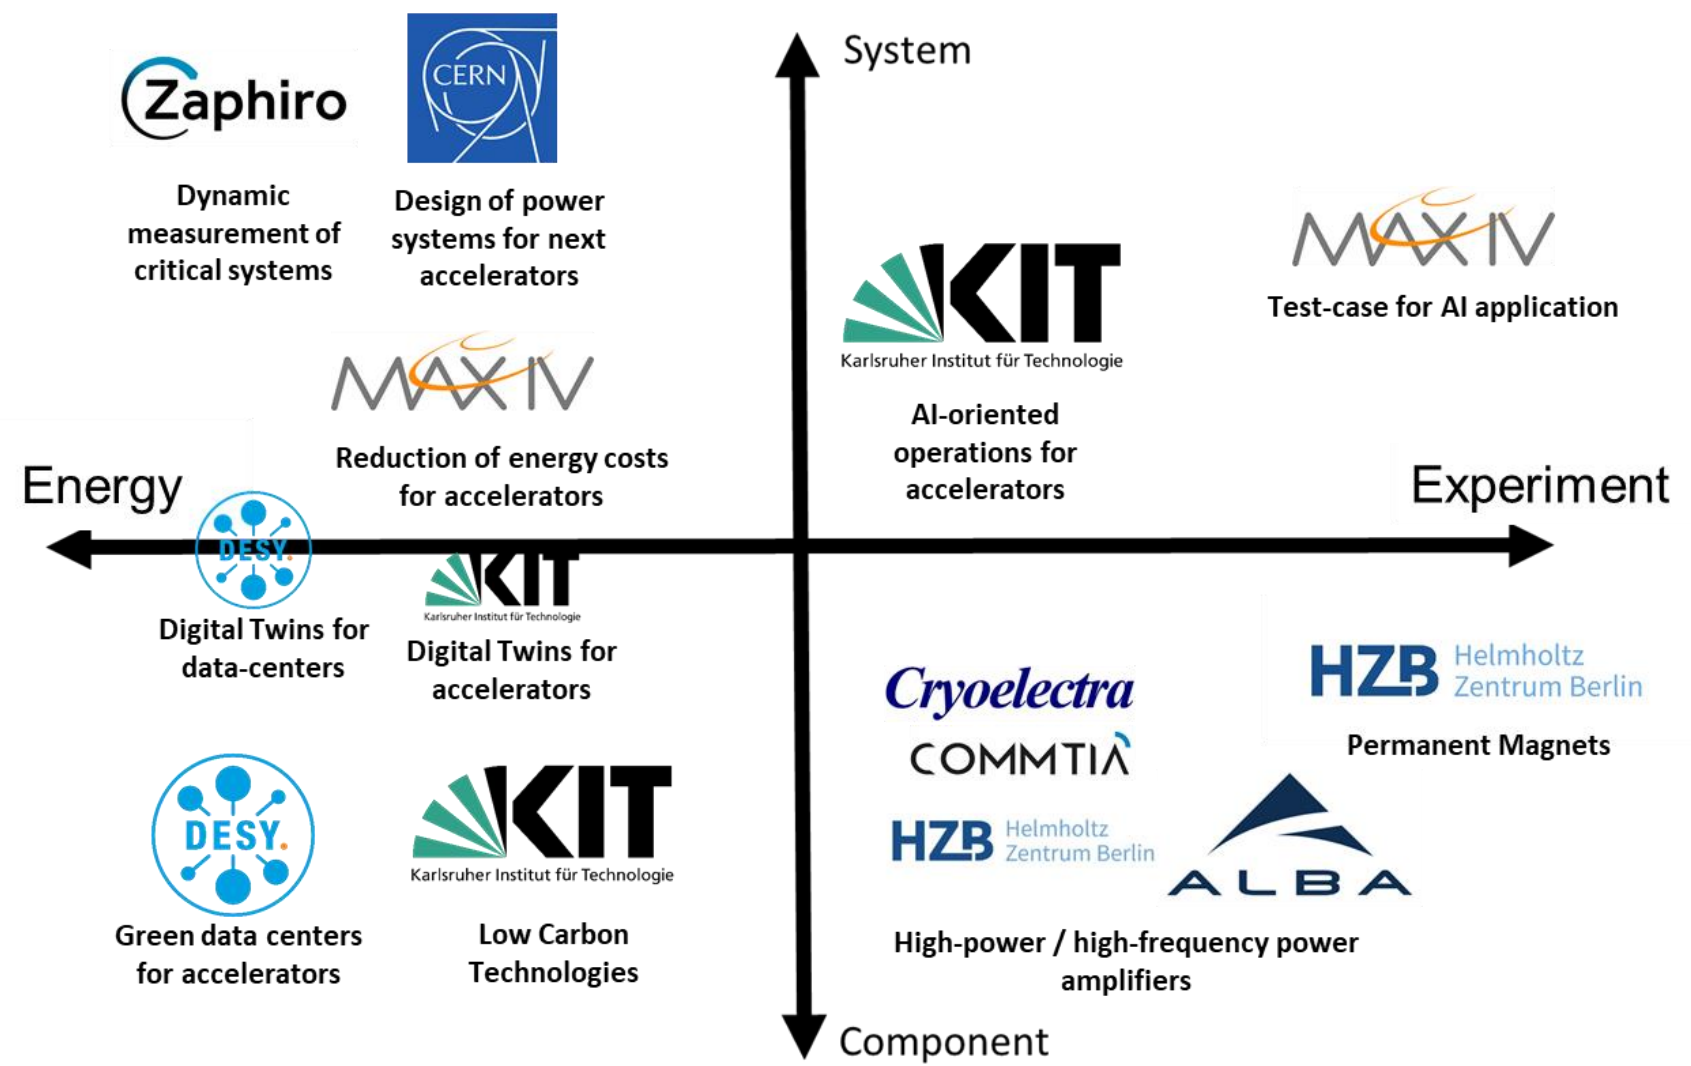 System
Zaphiro
CERN
Dynamic
measurement of
critical systems
Design of power
systems for next
accelerators
MAX IV
Reduction of energy costs
for accelerators
KIT
Karlsruher Institut für Technologie
AI-oriented
operations for
accelerators
MAX IV
Test-case for AI application
Energy
Experiment
DESY.
Digital Twins for
data-centers
KIT
Karlsruher Institut für Technologie
Digital Twins for
accelerators
DESY.
Green data centers
for accelerators
KIT
Karlsruher Institut für Technologie
Low Carbon
Technologies
Cryoelectra
COMMTIA
HZB Helmholtz
Zentrum Berlin
ALBA
High-power / high-frequency power
amplifiers
HZB Helmholtz
Zentrum Berlin
Permanent Magnets
Component